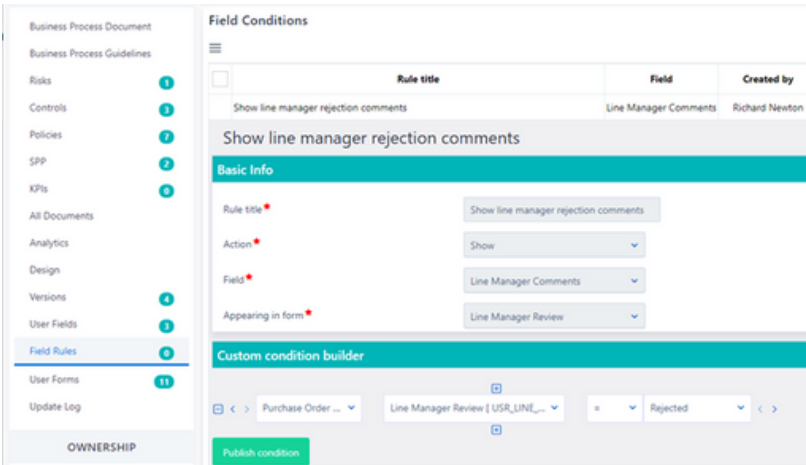 Business Process Document
Business Process Guidelines
Risks 1
Controls 3
Policies 7
SPP 2
KPIs 0
All Documents
Analytics
Design
Versions 4
User Fields 3
Field Rules 0
User Forms 11
Update Log
OWNERSHIP
Field Conditions
Rule title Field Created by
Show line manager rejection comments Line Manager Comments Richard Newton
Show line manager rejection comments
Basic Info
Rule title* Show line manager rejection comments
Action* Show
Field* Line Manager Comments
Appearing in form* Line Manager Review
Custom condition builder
Purchase Order ... Line Manager Review [ USR_LINE_... = Rejected
Publish condition